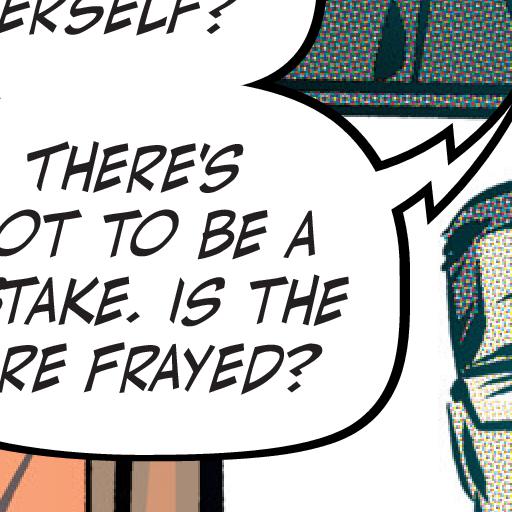 ERSELF?
THERE'S
OT TO BE A
STAKE. IS THE
RE FRAYED?